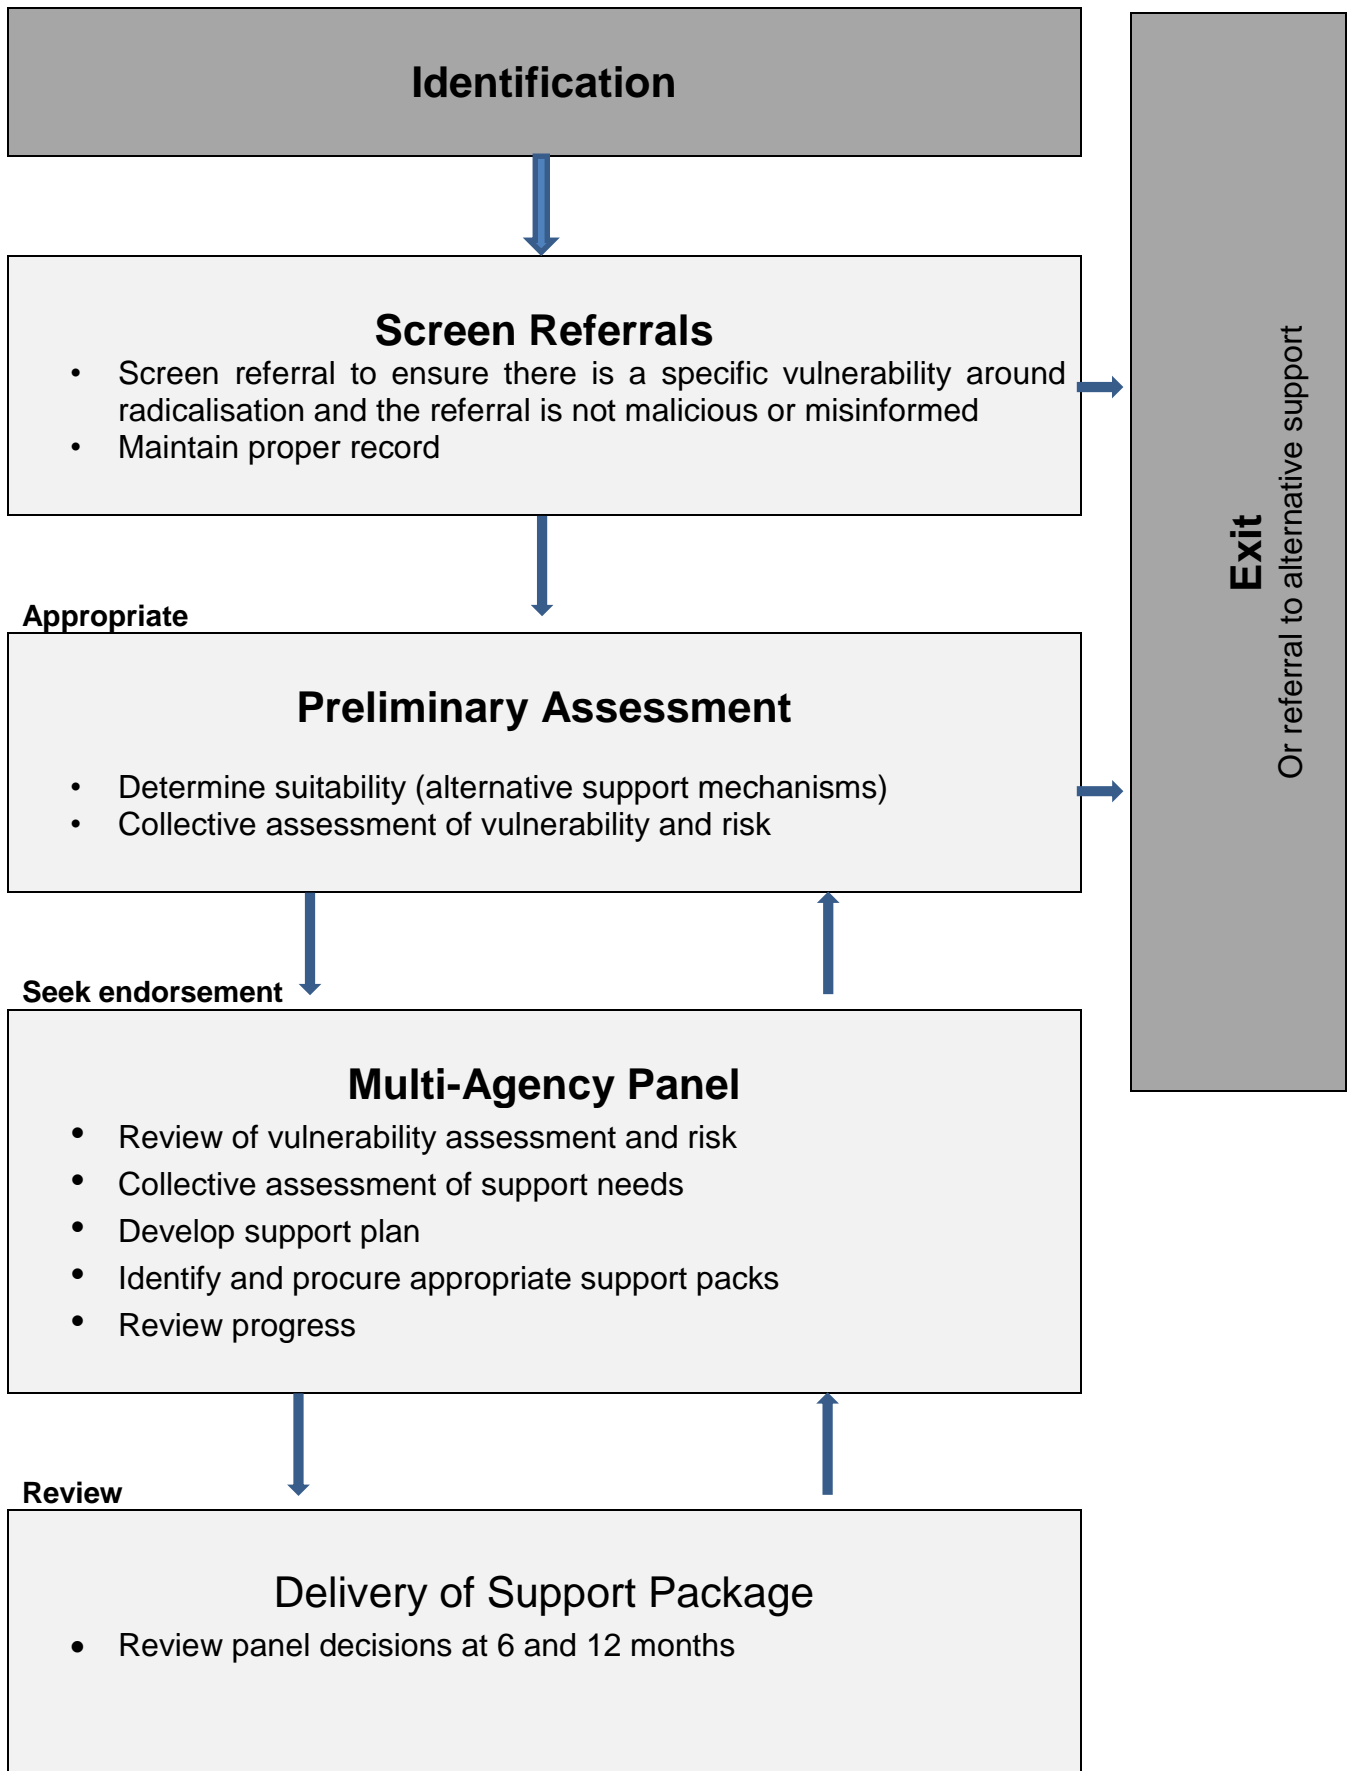 Identification
Screen Referrals
• Screen referral to ensure there is a specific vulnerability around
radicalisation and the referral is not malicious or misinformed
• Maintain proper record
Appropriate
Preliminary Assessment
• Determine suitability (alternative support mechanisms)
• Collective assessment of vulnerability and risk
Seek endorsement
Multi-Agency Panel
• Review of vulnerability assessment and risk
• Collective assessment of support needs
• Develop support plan
• Identify and procure appropriate support packs
• Review progress
Review
Delivery of Support Package
• Review panel decisions at 6 and 12 months
Exit
Or referral to alternative support